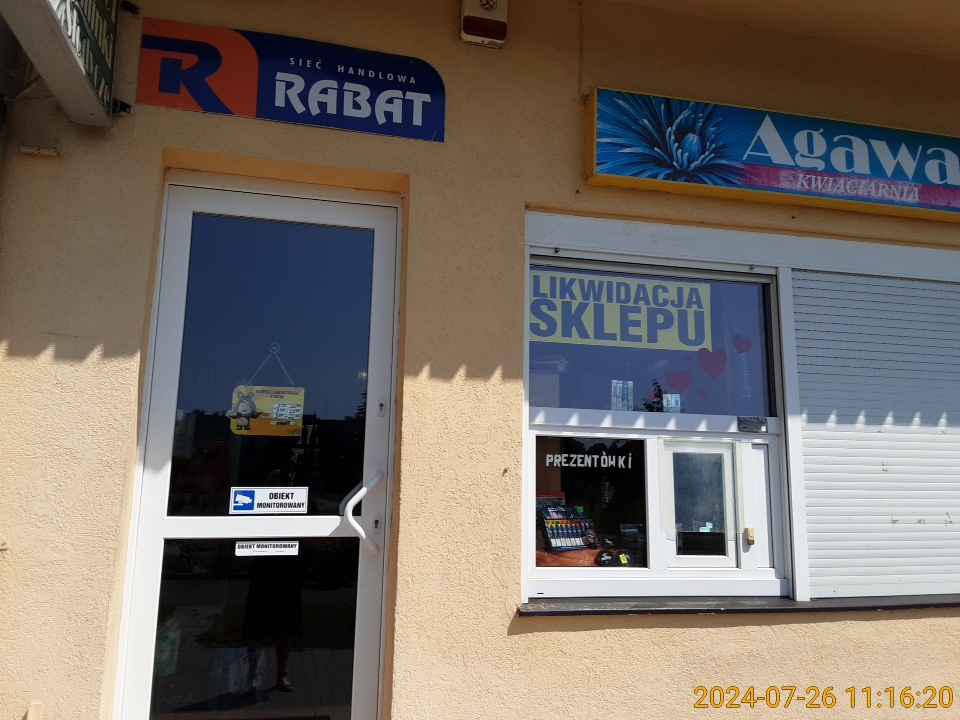 SIEĆ HANDLOWA
RABAT
Agawa
KWIACIARNIA
LIKWIDACJA
SKLEPU
PREZENTÓWKI
OBIEKT
MONITOROWANY
OBIEKT MONITOROWANY
2024-07-26 11:16:20